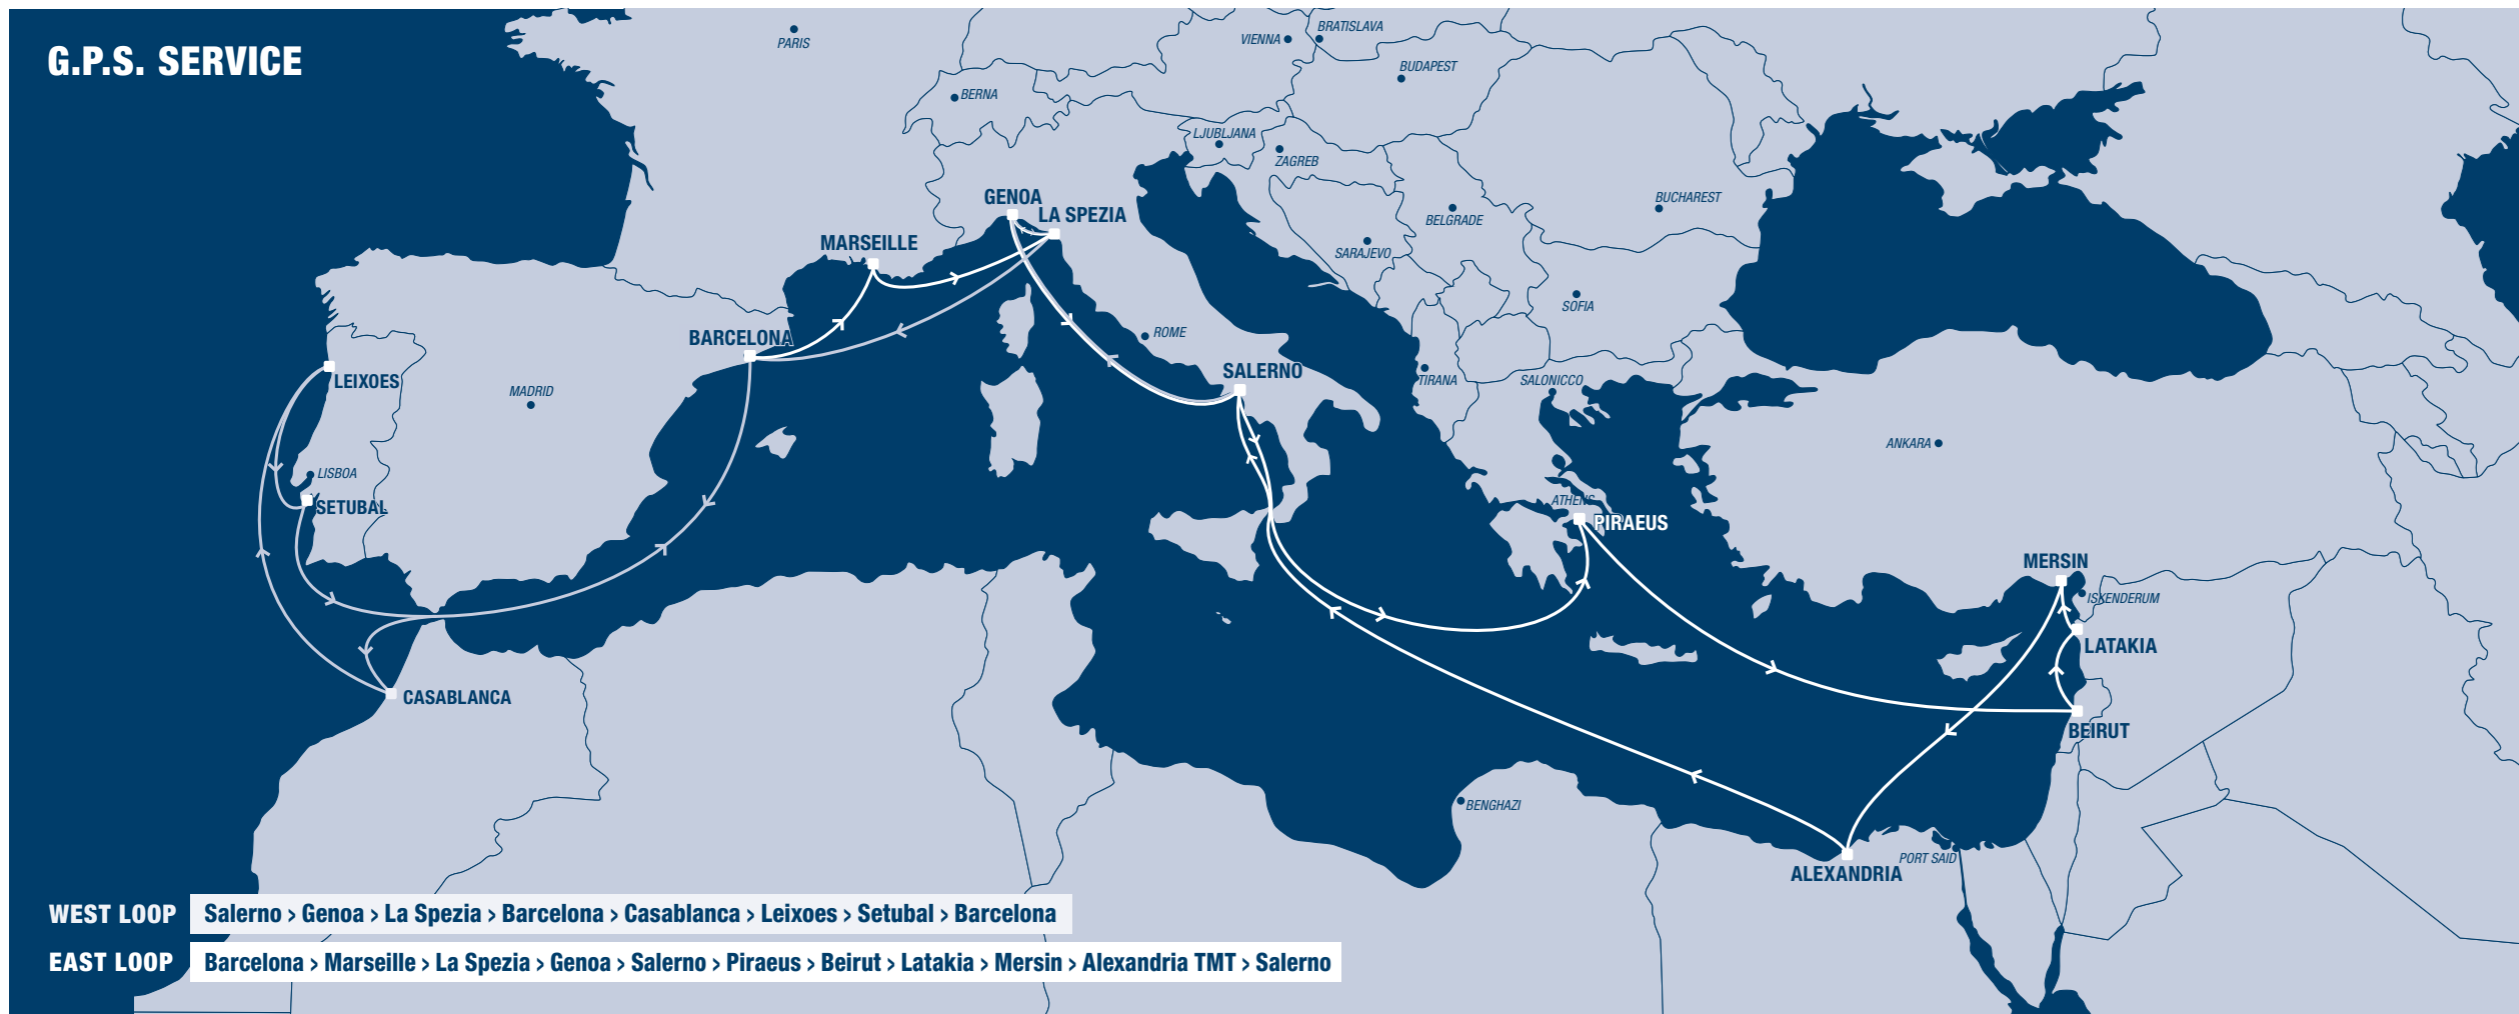 G.P.S. SERVICE
PARIS
VIENNA
BRATISLAVA
BUDAPEST
BERNA
LJUBLJANA
ZAGREB
GENOA
LA SPEZIA
BUCHAREST
BELGRADE
MARSEILLE
SARAJEVO
SOFIA
BARCELONA
ROME
LEIXOES
MADRID
SALERNO
TIRANA
SALONICCO
ANKARA
LISBOA
SETUBAL
ATHENS
PIRAEUS
MERSIN
ISKENDERUM
LATAKIA
CASABLANCA
BEIRUT
BENGHAZI
PORT SAID
ALEXANDRIA
WEST LOOP Salerno › Genoa › La Spezia › Barcelona › Casablanca › Leixoes › Setubal › Barcelona
EAST LOOP Barcelona › Marseille › La Spezia › Genoa › Salerno › Piraeus › Beirut › Latakia › Mersin › Alexandria TMT › Salerno